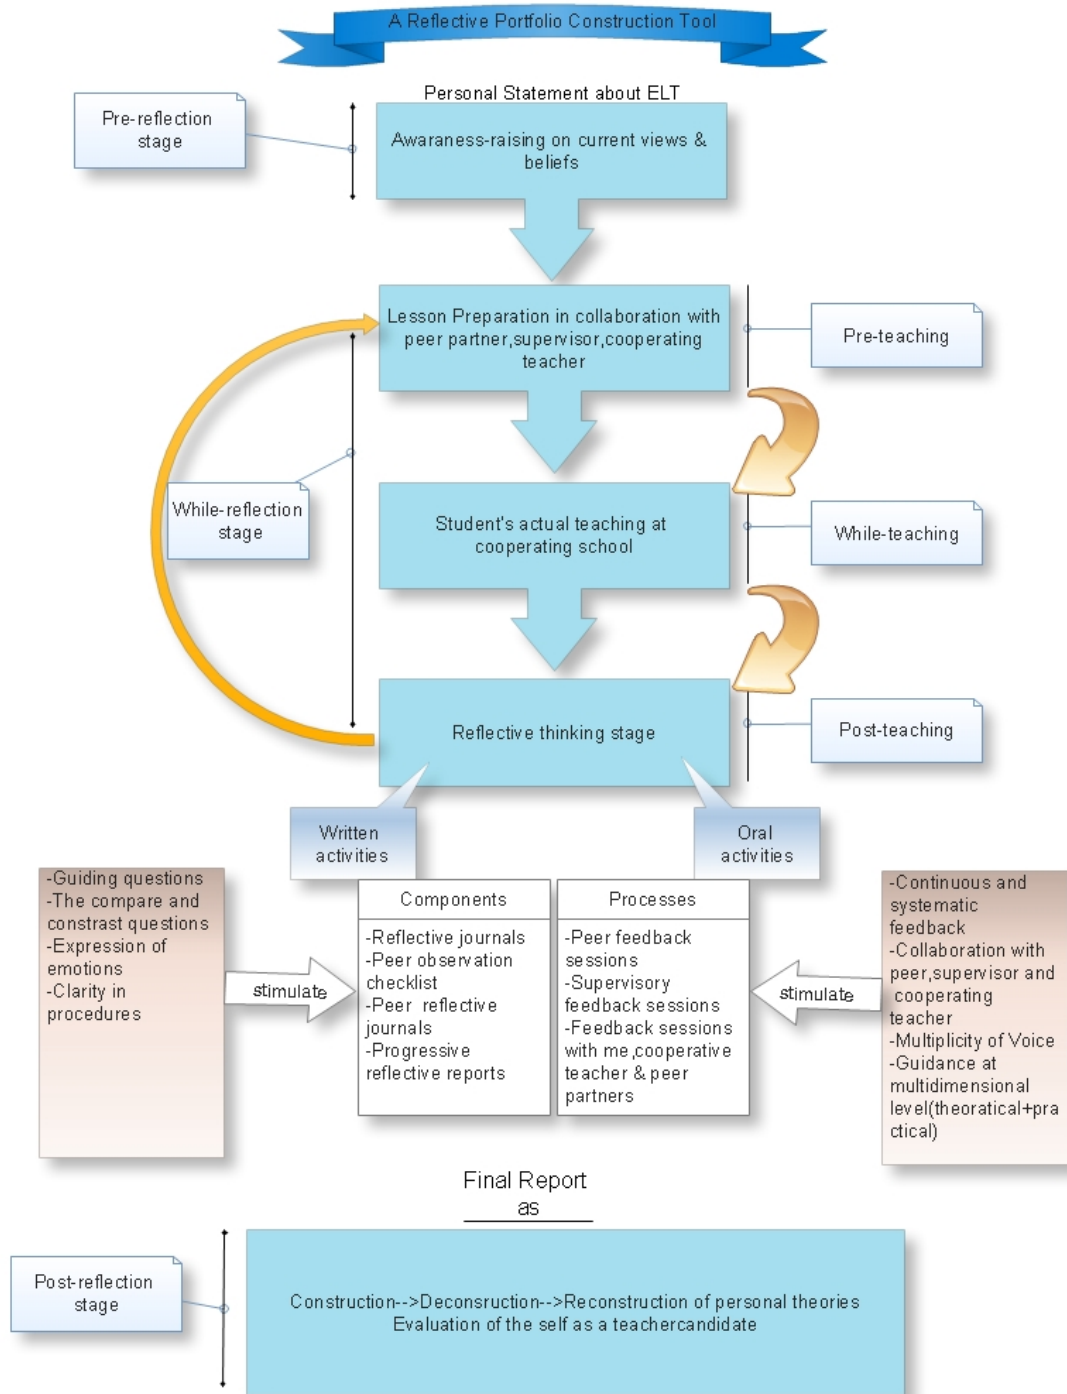 A Reflective Portfolio Construction Tool
Personal Statement about ELT
Pre-reflection
stage
Awaraness-raising on current views &
beliefs
Lesson Preparation in collaboration with
peer partner,supervisor,cooperating
teacher
Pre-teaching
While-reflection
stage
Student's actual teaching at
cooperating school
While-teaching
Reflective thinking stage
Post-teaching
Written
activities
Oral
activities
-Guiding questions
-The compare and
constrast questions
-Expression of
emotions
-Clarity in
procedures
stimulate
Components
-Reflective journals
-Peer observation
checklist
-Peer reflective
journals
-Progressive
reflective reports
Processes
-Peer feedback
sessions
-Supervisory
feedback sessions
-Feedback sessions
with me,cooperative
teacher & peer
partners
stimulate
-Continuous and
systematic
feedback
-Collaboration with
peer,supervisor and
cooperating
teacher
-Multiplicity of Voice
-Guidance at
multidimensional
level(theoratical+pra
ctical)
Final Report
as
Post-reflection
stage
Construction-->Deconsruction-->Reconstruction of personal theories
Evaluation of the self as a teachercandidate